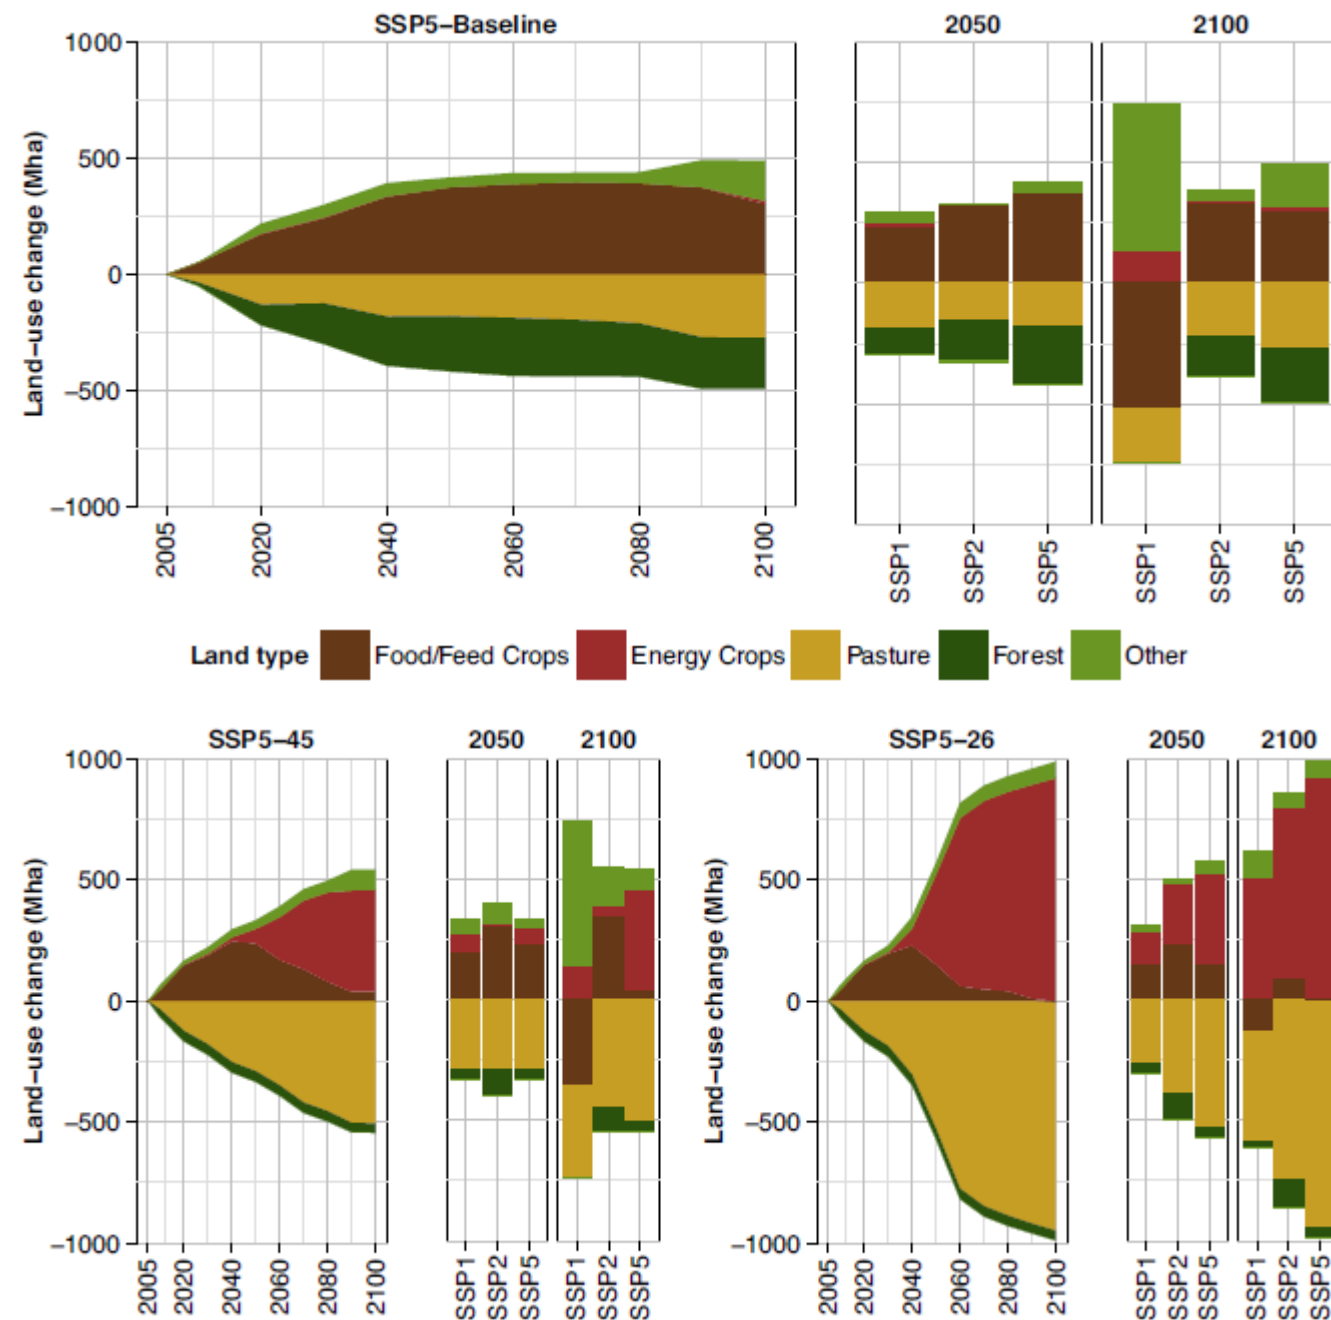 SSP5–Baseline 2050 2100
Land–use change (Mha)
1000
500
0
−500
−1000
2005 2020 2040 2060 2080 2100
SSP1 SSP2 SSP5 SSP1 SSP2 SSP5
Land type Food/Feed Crops Energy Crops Pasture Forest Other
SSP5–45 2050 2100 SSP5–26 2050 2100
Land–use change (Mha)
1000
500
0
−500
−1000
2005 2020 2040 2060 2080 2100
SSP1 SSP2 SSP5 SSP1 SSP2 SSP5
Land–use change (Mha)
1000
500
0
−500
−1000
2005 2020 2040 2060 2080 2100
SSP1 SSP2 SSP5 SSP1 SSP2 SSP5